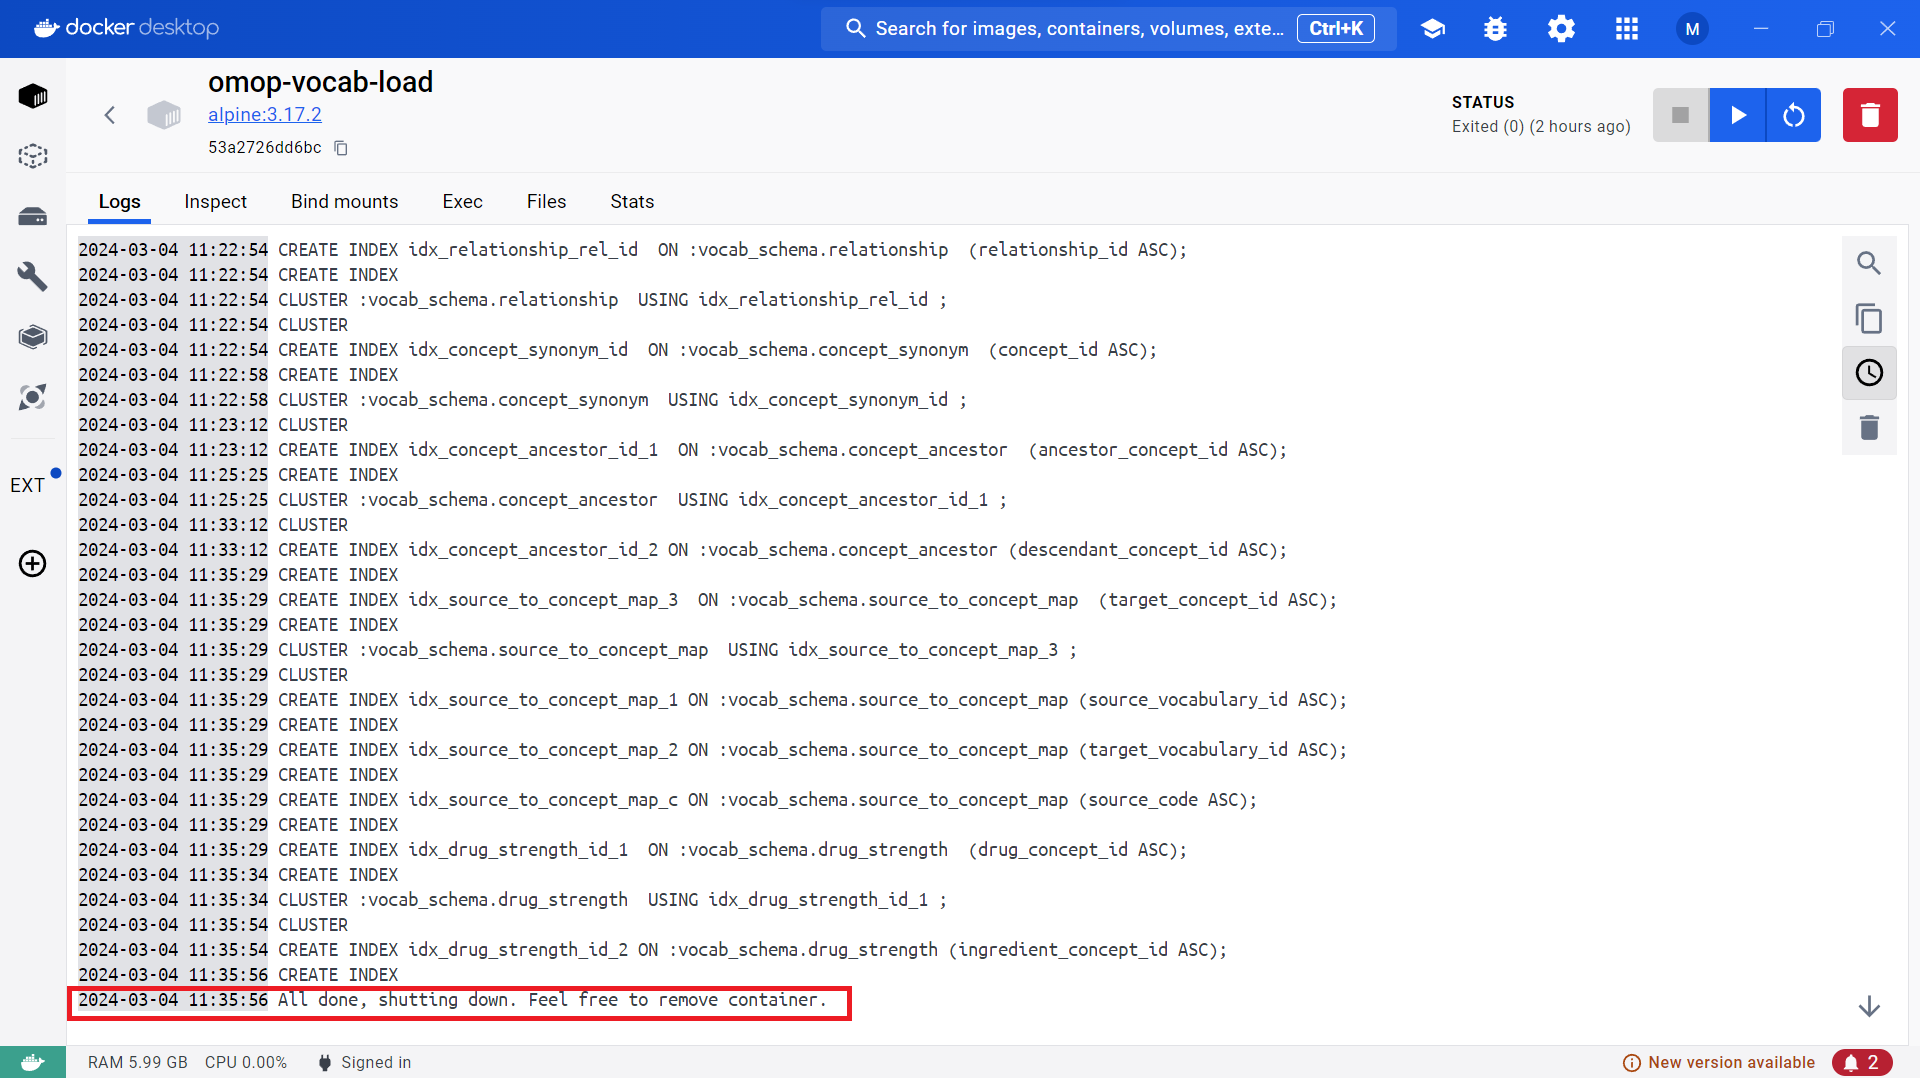 docker desktop
Search for images, containers, volumes, exte... Ctrl+K
M
omop-vocab-load
alpine:3.17.2
53a2726dd6bc
STATUS
Exited (0) (2 hours ago)
Logs Inspect Bind mounts Exec Files Stats
EXT
2024-03-04 11:22:54 CREATE INDEX idx_relationship_rel_id  ON :vocab_schema.relationship  (relationship_id ASC);
2024-03-04 11:22:54 CREATE INDEX
2024-03-04 11:22:54 CLUSTER :vocab_schema.relationship  USING idx_relationship_rel_id ;
2024-03-04 11:22:54 CLUSTER
2024-03-04 11:22:54 CREATE INDEX idx_concept_synonym_id  ON :vocab_schema.concept_synonym  (concept_id ASC);
2024-03-04 11:22:58 CREATE INDEX
2024-03-04 11:22:58 CLUSTER :vocab_schema.concept_synonym  USING idx_concept_synonym_id ;
2024-03-04 11:23:12 CLUSTER
2024-03-04 11:23:12 CREATE INDEX idx_concept_ancestor_id_1  ON :vocab_schema.concept_ancestor  (ancestor_concept_id ASC);
2024-03-04 11:25:25 CREATE INDEX
2024-03-04 11:25:25 CLUSTER :vocab_schema.concept_ancestor  USING idx_concept_ancestor_id_1 ;
2024-03-04 11:33:12 CLUSTER
2024-03-04 11:33:12 CREATE INDEX idx_concept_ancestor_id_2 ON :vocab_schema.concept_ancestor (descendant_concept_id ASC);
2024-03-04 11:35:29 CREATE INDEX
2024-03-04 11:35:29 CREATE INDEX idx_source_to_concept_map_3  ON :vocab_schema.source_to_concept_map  (target_concept_id ASC);
2024-03-04 11:35:29 CREATE INDEX
2024-03-04 11:35:29 CLUSTER :vocab_schema.source_to_concept_map  USING idx_source_to_concept_map_3 ;
2024-03-04 11:35:29 CLUSTER
2024-03-04 11:35:29 CREATE INDEX idx_source_to_concept_map_1 ON :vocab_schema.source_to_concept_map (source_vocabulary_id ASC);
2024-03-04 11:35:29 CREATE INDEX
2024-03-04 11:35:29 CREATE INDEX idx_source_to_concept_map_2 ON :vocab_schema.source_to_concept_map (target_vocabulary_id ASC);
2024-03-04 11:35:29 CREATE INDEX
2024-03-04 11:35:29 CREATE INDEX idx_source_to_concept_map_c ON :vocab_schema.source_to_concept_map (source_code ASC);
2024-03-04 11:35:29 CREATE INDEX
2024-03-04 11:35:29 CREATE INDEX idx_drug_strength_id_1  ON :vocab_schema.drug_strength  (drug_concept_id ASC);
2024-03-04 11:35:34 CREATE INDEX
2024-03-04 11:35:34 CLUSTER :vocab_schema.drug_strength  USING idx_drug_strength_id_1 ;
2024-03-04 11:35:54 CLUSTER
2024-03-04 11:35:54 CREATE INDEX idx_drug_strength_id_2 ON :vocab_schema.drug_strength (ingredient_concept_id ASC);
2024-03-04 11:35:56 CREATE INDEX
2024-03-04 11:35:56 All done, shutting down. Feel free to remove container.
RAM 5.99 GB CPU 0.00% Signed in New version available 2